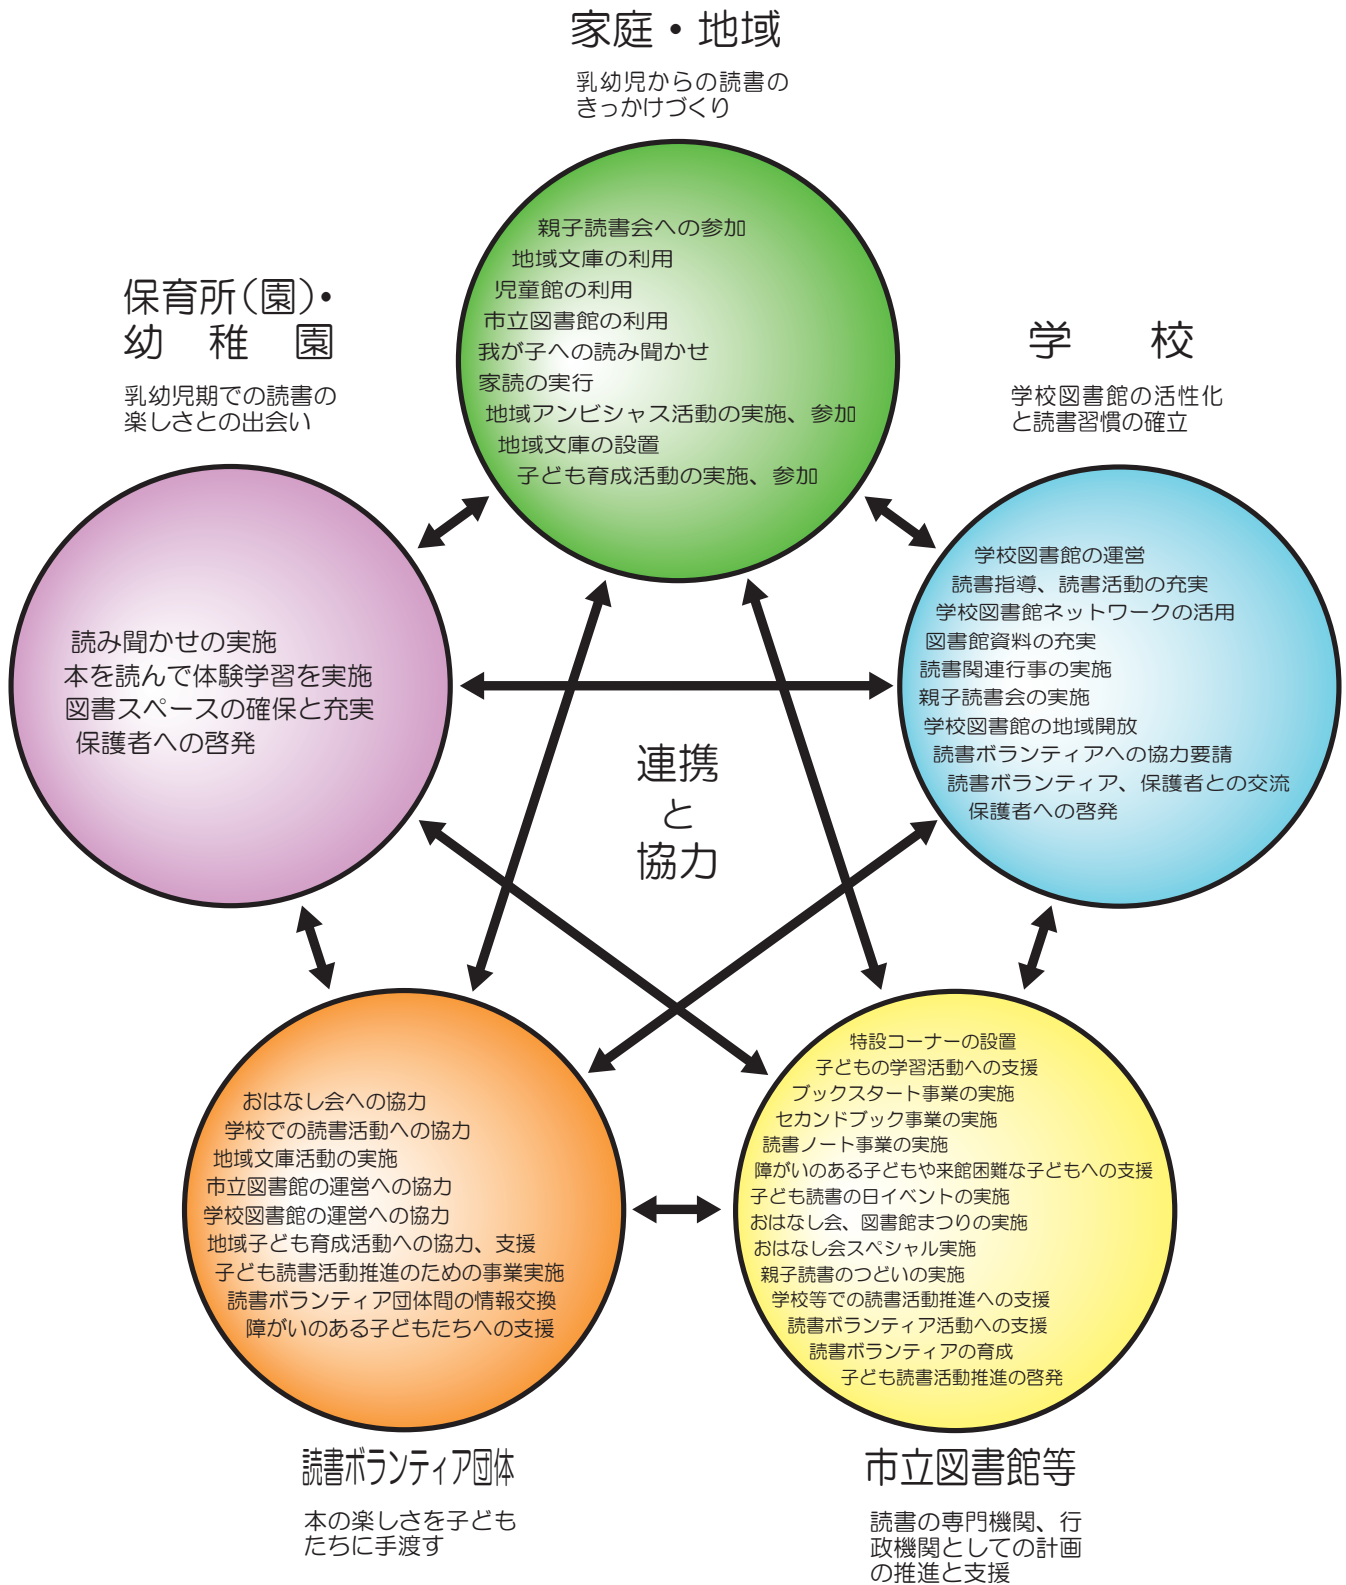 家庭・地域
乳幼児からの読書の
きっかけづくり
親子読書会への参加
地域文庫の利用
児童館の利用
市立図書館の利用
我が子への読み聞かせ
家読の実行
地域アンビシャス活動の実施、参加
地域文庫の設置
子ども育成活動の実施、参加
保育所（園）・
幼稚園
乳幼児期での読書の
楽しさとの出会い
読み聞かせの実施
本を読んで体験学習を実施
図書スペースの確保と充実
保護者への啓発
学校
学校図書館の活性化
と読書習慣の確立
学校図書館の運営
読書指導、読書活動の充実
学校図書館ネットワークの活用
図書館資料の充実
読書関連行事の実施
親子読書会の実施
学校図書館の地域開放
読書ボランティアへの協力要請
読書ボランティア、保護者との交流
保護者への啓発
連携
と
協力
おはなし会への協力
学校での読書活動への協力
地域文庫活動の実施
市立図書館の運営への協力
学校図書館の運営への協力
地域子ども育成活動への協力、支援
子ども読書活動推進のための事業実施
読書ボランティア団体間の情報交換
障がいのある子どもたちへの支援
読書ボランティア団体
本の楽しさを子ども
たちに手渡す
特設コーナーの設置
子どもの学習活動への支援
ブックスタート事業の実施
セカンドブック事業の実施
読書ノート事業の実施
障がいのある子どもや来館困難な子どもへの支援
子ども読書の日イベントの実施
おはなし会、図書館まつりの実施
おはなし会スペシャル実施
親子読書のつどいの実施
学校等での読書活動推進への支援
読書ボランティア活動への支援
読書ボランティアの育成
子ども読書活動推進の啓発
市立図書館等
読書の専門機関、行
政機関としての計画
の推進と支援